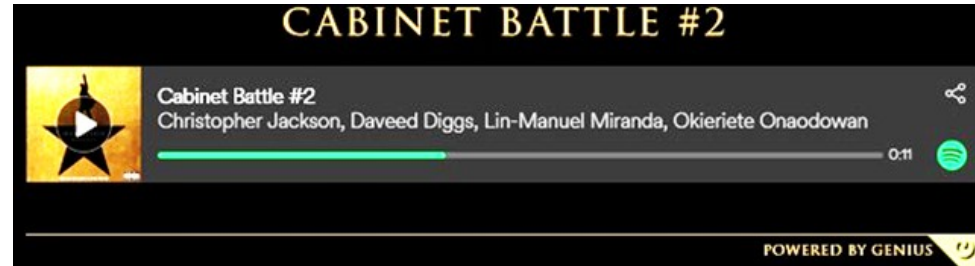 CABINET BATTLE #2
Cabinet Battle #2
Christopher Jackson, Daveed Diggs, Lin-Manuel Miranda, Okieriete Onaodowan
0:11
POWERED BY GENIUS